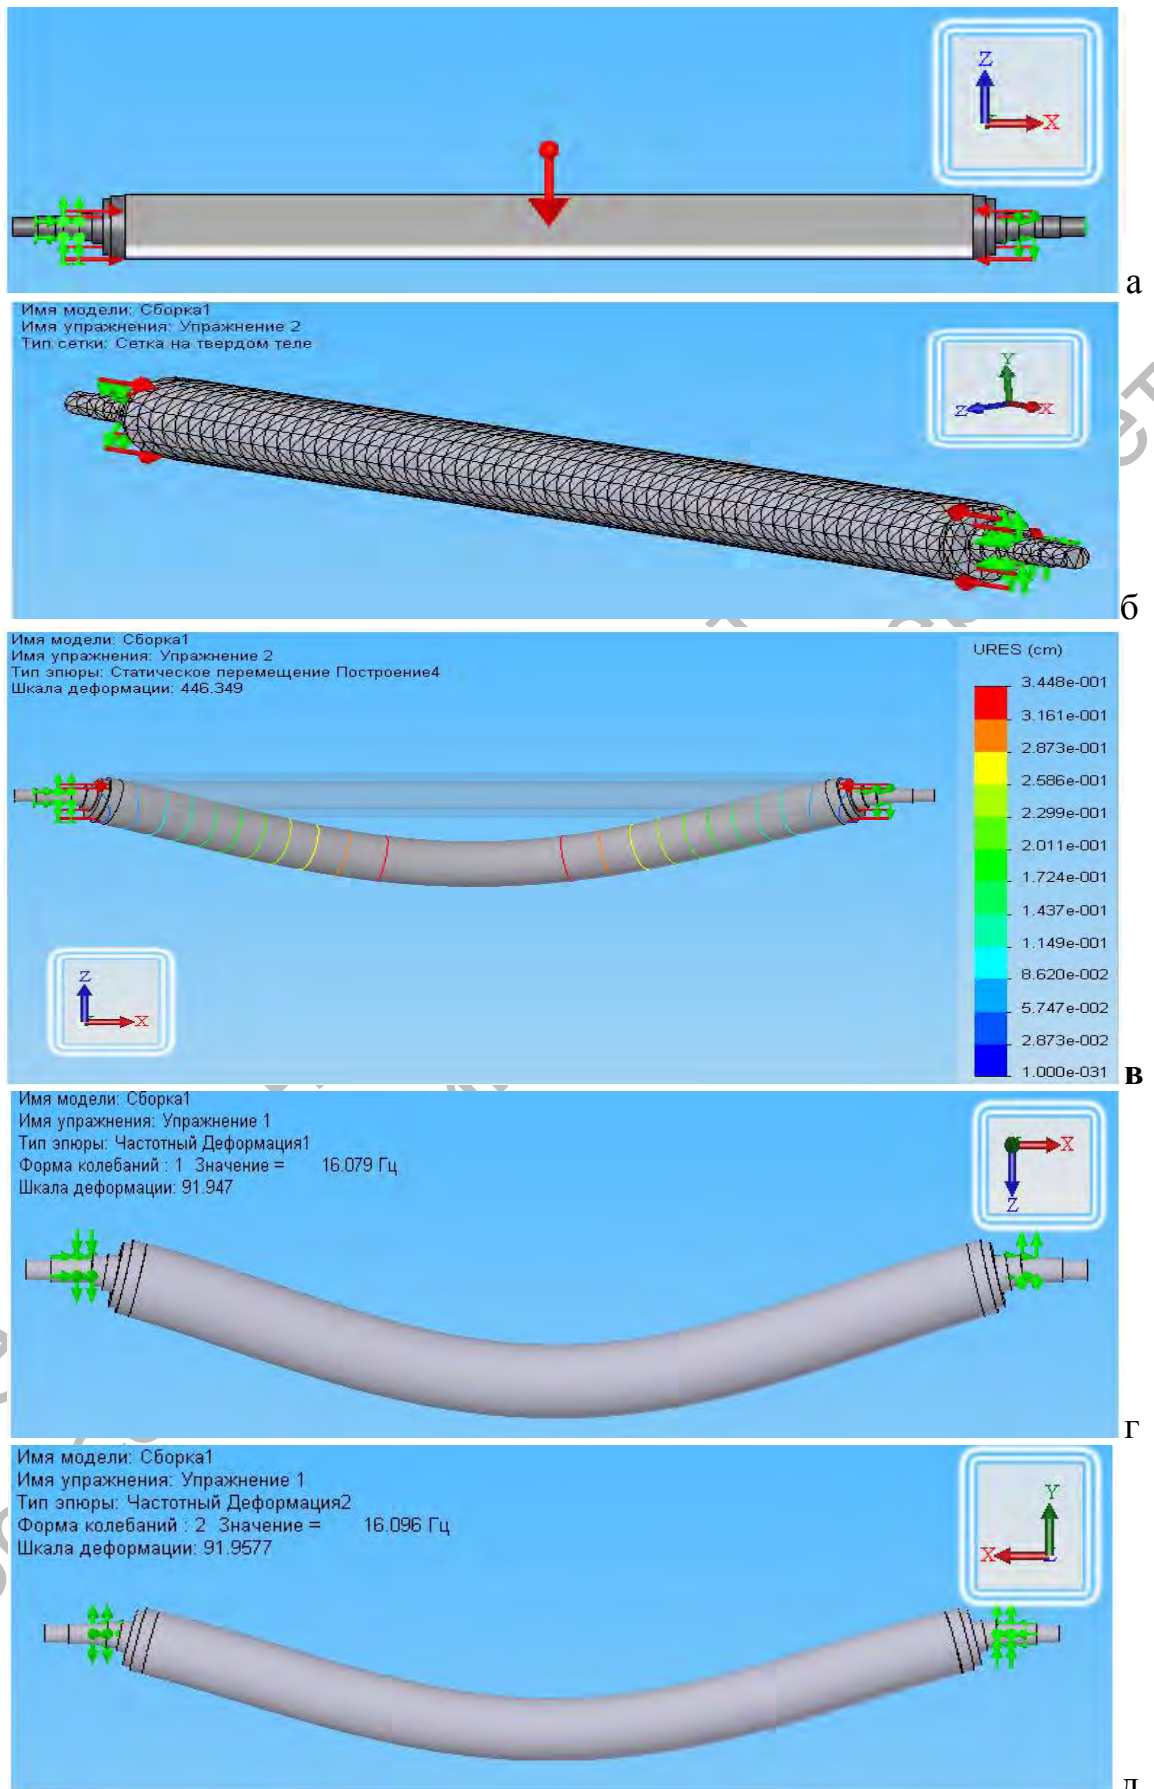 Z
X
а
Имя модели: Сборка1
Имя упражнения: Упражнение 2
Тип сетки: Сетка на твердом теле
Y
Z
X
б
Имя модели: Сборка1
Имя упражнения: Упражнение 2
Тип эпюры: Статическое перемещение Построение4
Шкала деформации: 446.349
URES (cm)
3.448e-001
3.161e-001
2.873e-001
2.586e-001
2.299e-001
2.011e-001
1.724e-001
1.437e-001
1.149e-001
8.620e-002
5.747e-002
2.873e-002
1.000e-031
Z
X
в
Имя модели: Сборка1
Имя упражнения: Упражнение 1
Тип эпюры: Частотный Деформация1
Форма колебаний : 1 Значение = 16.079 Гц
Шкала деформации: 91.947
X
Z
г
Имя модели: Сборка1
Имя упражнения: Упражнение 1
Тип эпюры: Частотный Деформация2
Форма колебаний : 2 Значение = 16.096 Гц
Шкала деформации: 91.9577
Y
X
д